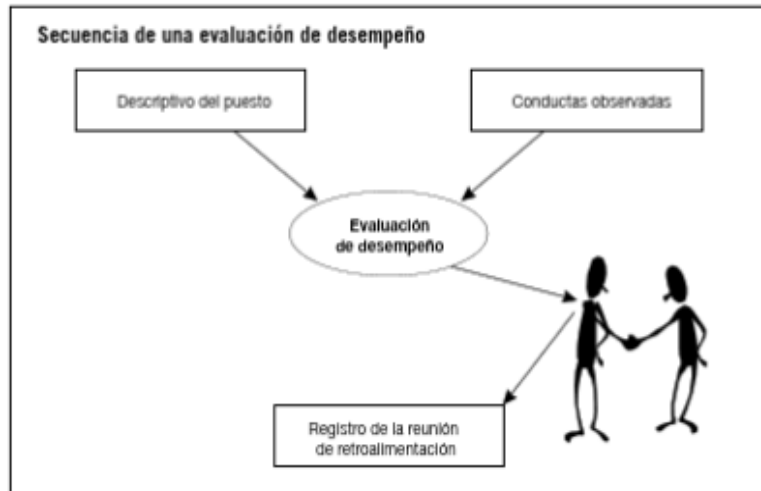 Secuencia de una evaluación de desempeño
Descriptivo del puesto
Conductas observadas
Evaluación
de desempeño
Registro de la reunión
de retroalimentación